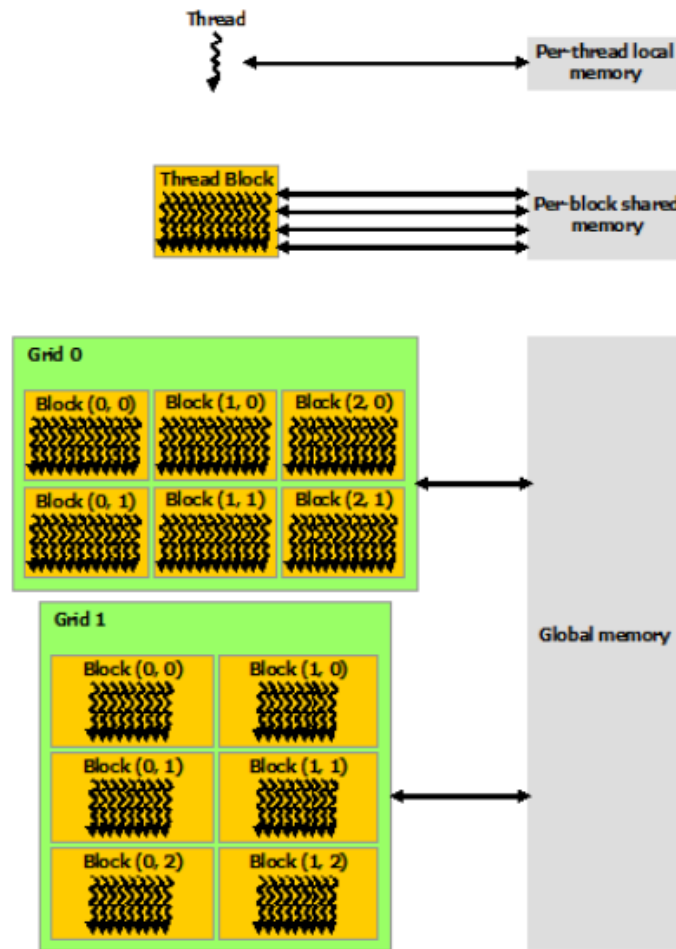 Thread
Per-thread local
memory
Thread Block
Per-block shared
memory
Grid 0
Block (0, 0)
Block (1, 0)
Block (2, 0)
Block (0, 1)
Block (1, 1)
Block (2, 1)
Grid 1
Global memory
Block (0, 0)
Block (1, 0)
Block (0, 1)
Block (1, 1)
Block (0, 2)
Block (1, 2)